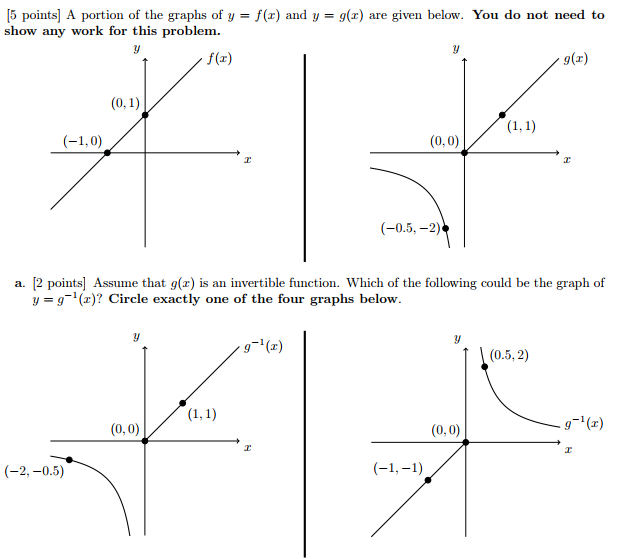 [5 points] A portion of the graphs of y = f(x) and y = g(x) are given below. You do not need to
show any work for this problem.
y
f(x)
(0, 1)
(−1, 0)
x
y
g(x)
(1, 1)
(0, 0)
x
(−0.5, −2)
a. [2 points] Assume that g(x) is an invertible function. Which of the following could be the graph of
y = g⁻¹(x)? Circle exactly one of the four graphs below.
y
g⁻¹(x)
(1, 1)
(0, 0)
x
(−2, −0.5)
y
(0.5, 2)
g⁻¹(x)
(0, 0)
x
(−1, −1)